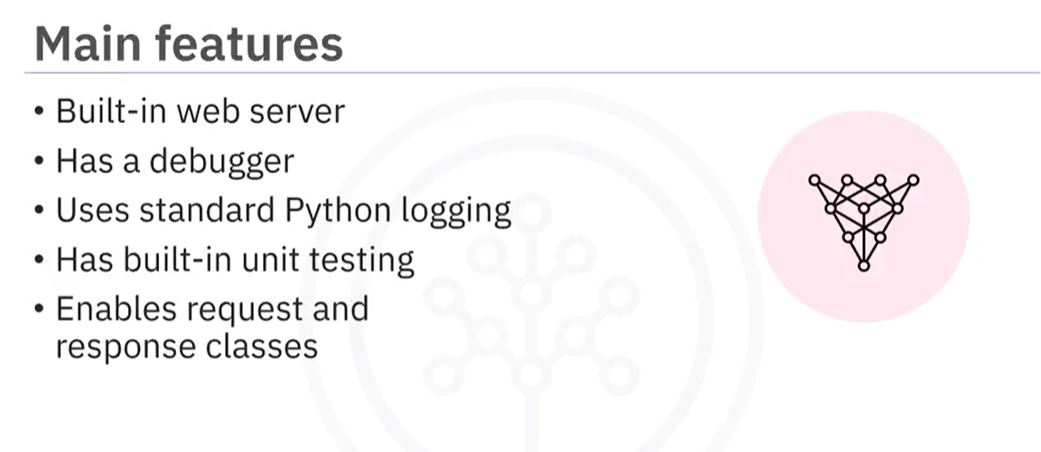 Main features
• Built-in web server
• Has a debugger
• Uses standard Python logging
• Has built-in unit testing
• Enables request and
response classes